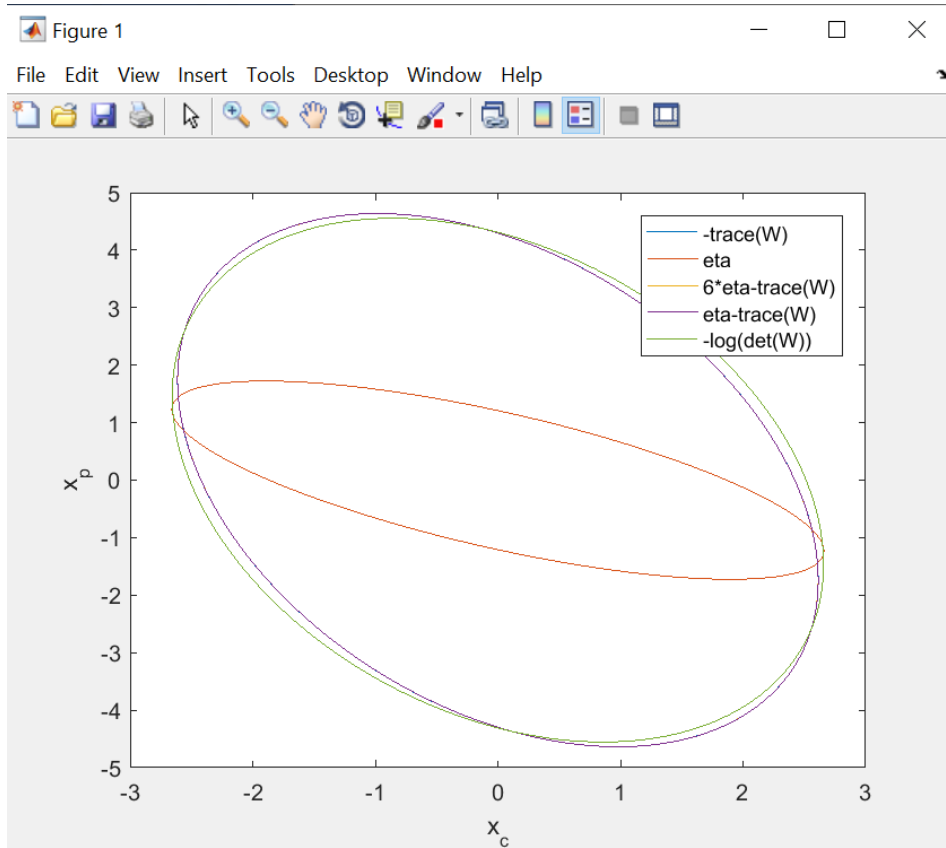 Figure 1
File Edit View Insert Tools Desktop Window Help
5
4
3
2
1
0
-1
-2
-3
-4
-5
x_p
-trace(W)
eta
6*eta-trace(W)
eta-trace(W)
-log(det(W))
-3 -2 -1 0 1 2 3
x_c